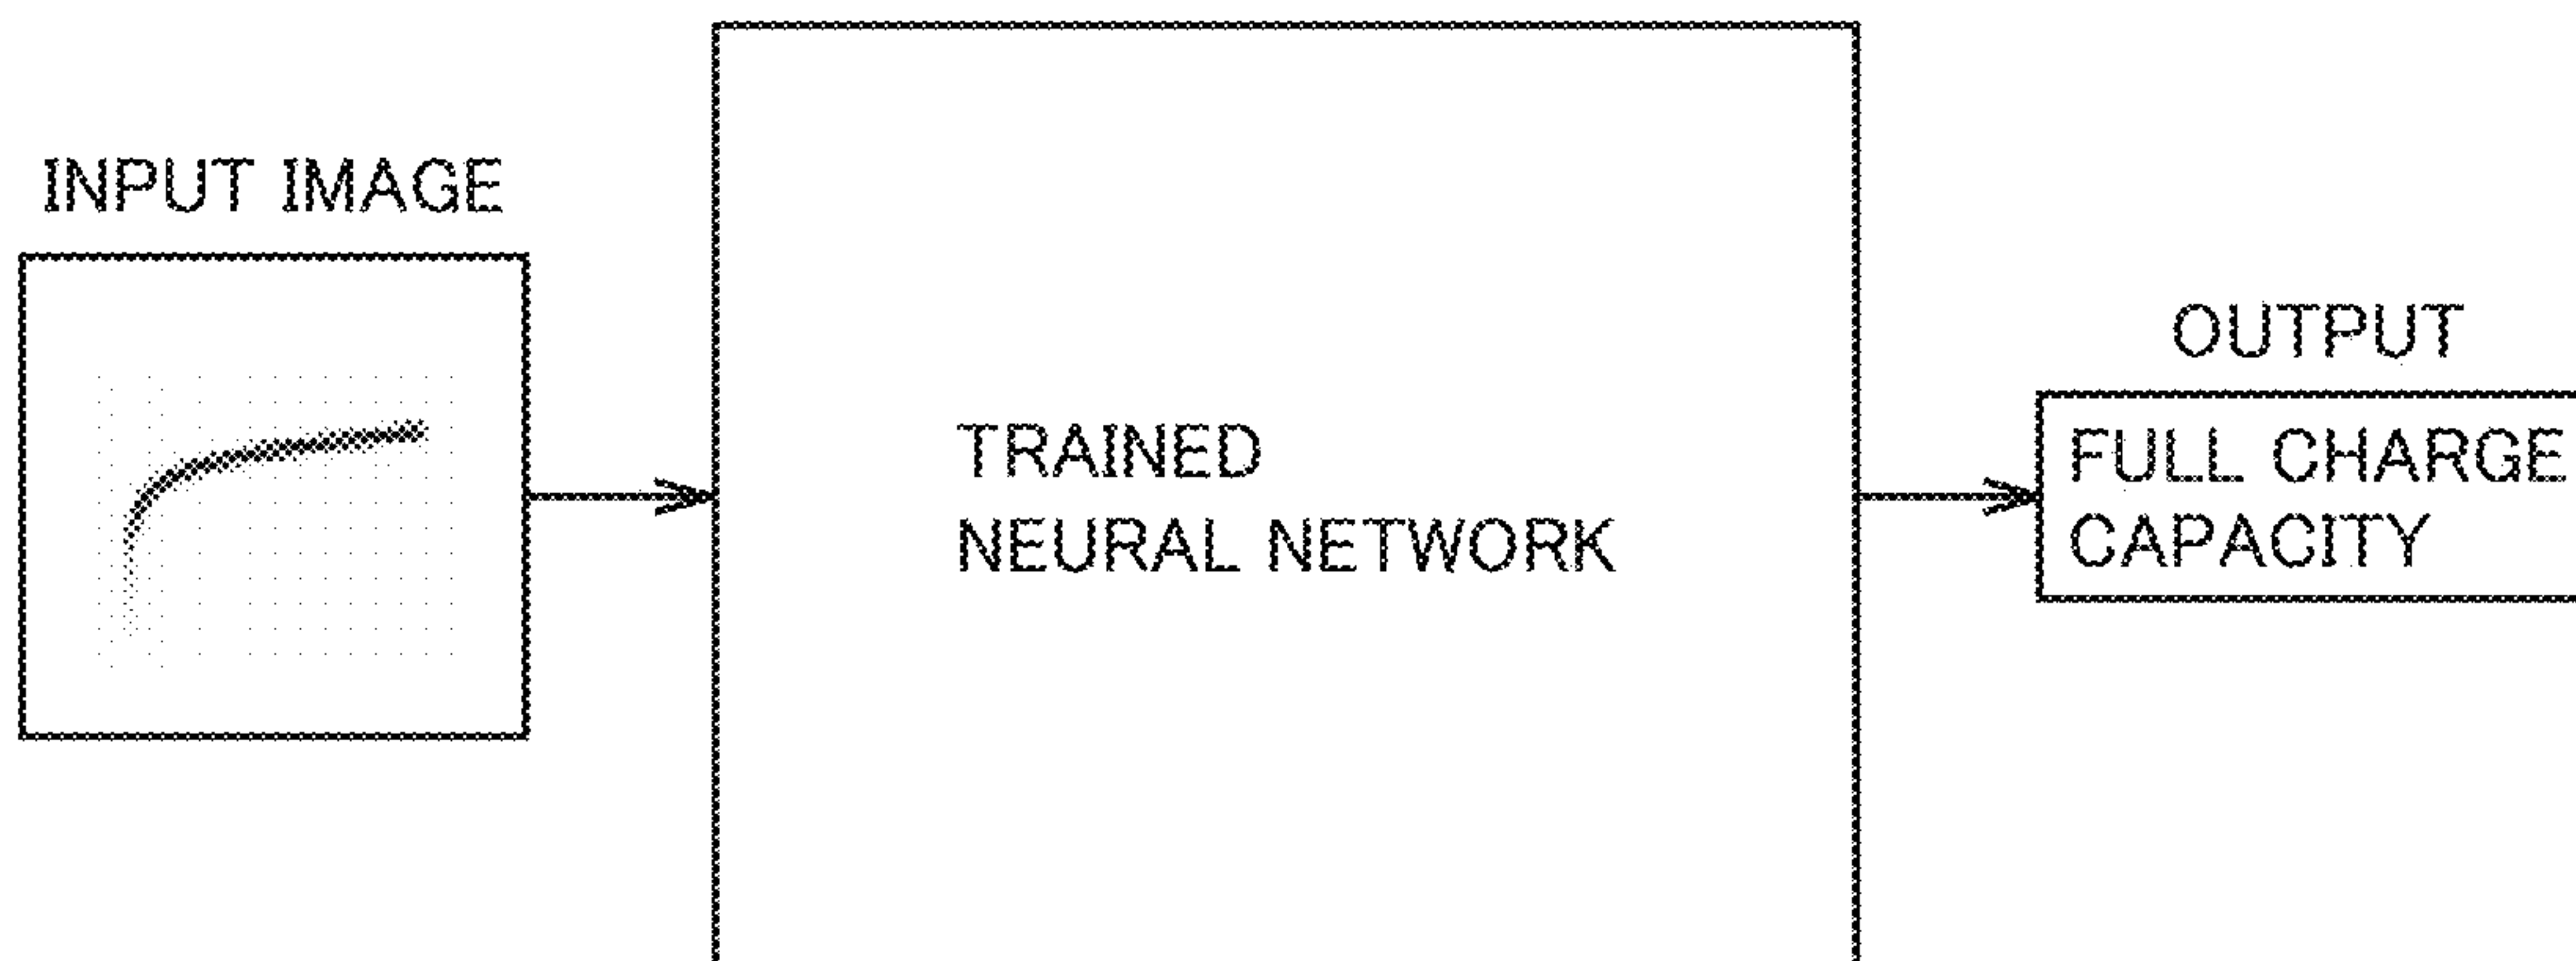 INPUT IMAGE
TRAINED
NEURAL NETWORK
OUTPUT
FULL CHARGE
CAPACITY